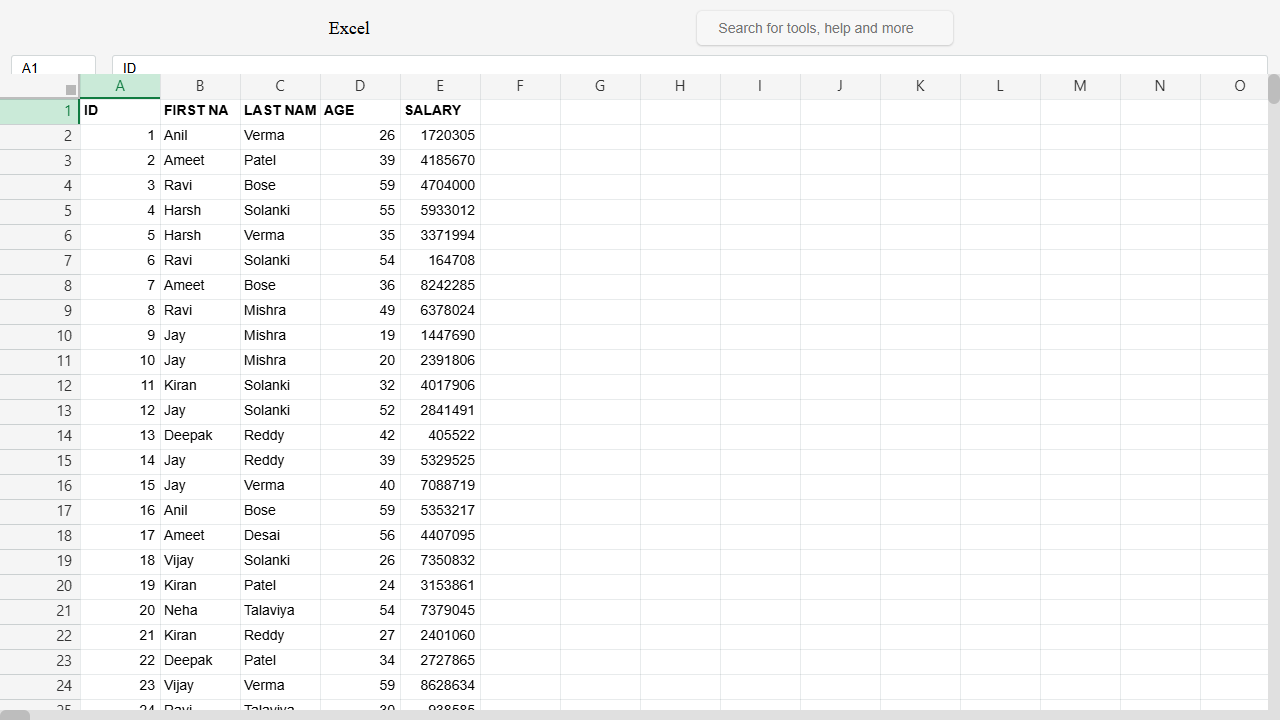 Excel
Search for tools, help and more
A1
ID
A B C D E F G H I J K L M N O
1 ID FIRST NA LAST NAM AGE SALARY
2 1 Anil Verma 26 1720305
3 2 Ameet Patel 39 4185670
4 3 Ravi Bose 59 4704000
5 4 Harsh Solanki 55 5933012
6 5 Harsh Verma 35 3371994
7 6 Ravi Solanki 54 164708
8 7 Ameet Bose 36 8242285
9 8 Ravi Mishra 49 6378024
10 9 Jay Mishra 19 1447690
11 10 Jay Mishra 20 2391806
12 11 Kiran Solanki 32 4017906
13 12 Jay Solanki 52 2841491
14 13 Deepak Reddy 42 405522
15 14 Jay Reddy 39 5329525
16 15 Jay Verma 40 7088719
17 16 Anil Bose 59 5353217
18 17 Ameet Desai 56 4407095
19 18 Vijay Solanki 26 7350832
20 19 Kiran Patel 24 3153861
21 20 Neha Talaviya 54 7379045
22 21 Kiran Reddy 27 2401060
23 22 Deepak Patel 34 2727865
24 23 Vijay Verma 59 8628634
25 24 Ravi Talaviya